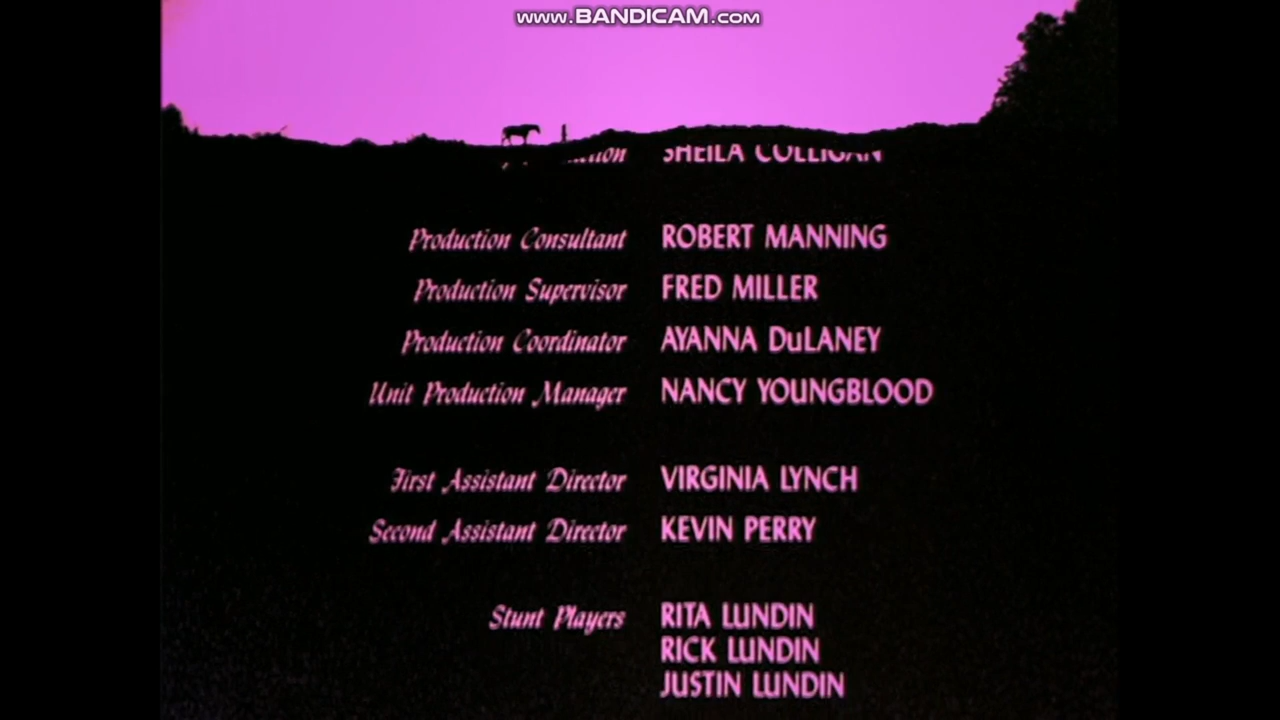 www.BANDICAM.com
SHEILA COLLIGAN
Production Consultant ROBERT MANNING
Production Supervisor FRED MILLER
Production Coordinator AYANNA DuLANEY
Unit Production Manager NANCY YOUNGBLOOD
First Assistant Director VIRGINIA LYNCH
Second Assistant Director KEVIN PERRY
Stunt Players RITA LUNDIN
RICK LUNDIN
JUSTIN LUNDIN